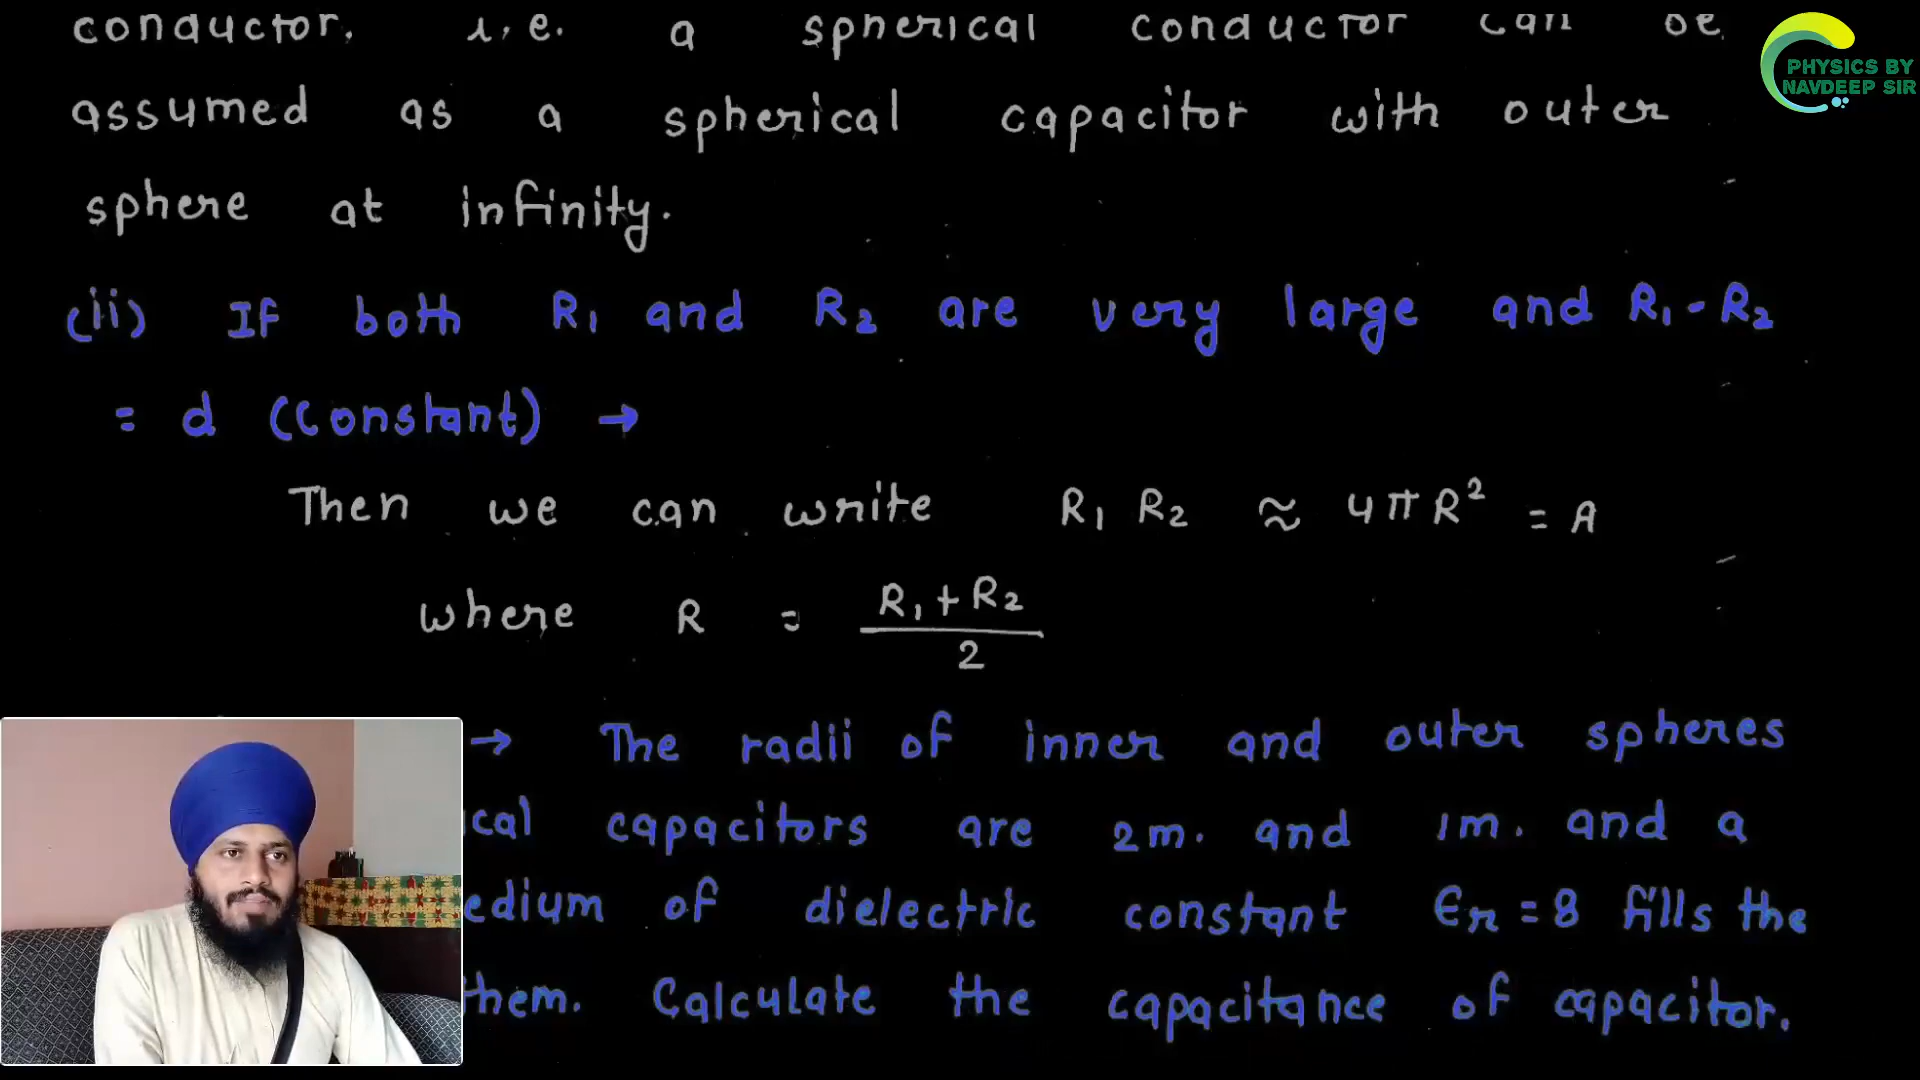 conductor. i.e. a spherical conductor can be
assumed as a spherical capacitor with outer
sphere at infinity.
(ii) If both R₁ and R₂ are very large and R₁ - R₂
= d (Constant) →
Then we can write R₁ R₂ ≈ 4πR² = A
where R = (R₁ + R₂)/2
→ The radii of inner and outer spheres
ical capacitors are 2m. and 1m. and a
edium of dielectric constant ϵr = 8 fills the
them. Calculate the capacitance of capacitor.
PHYSICS BY
NAVDEEP SIR